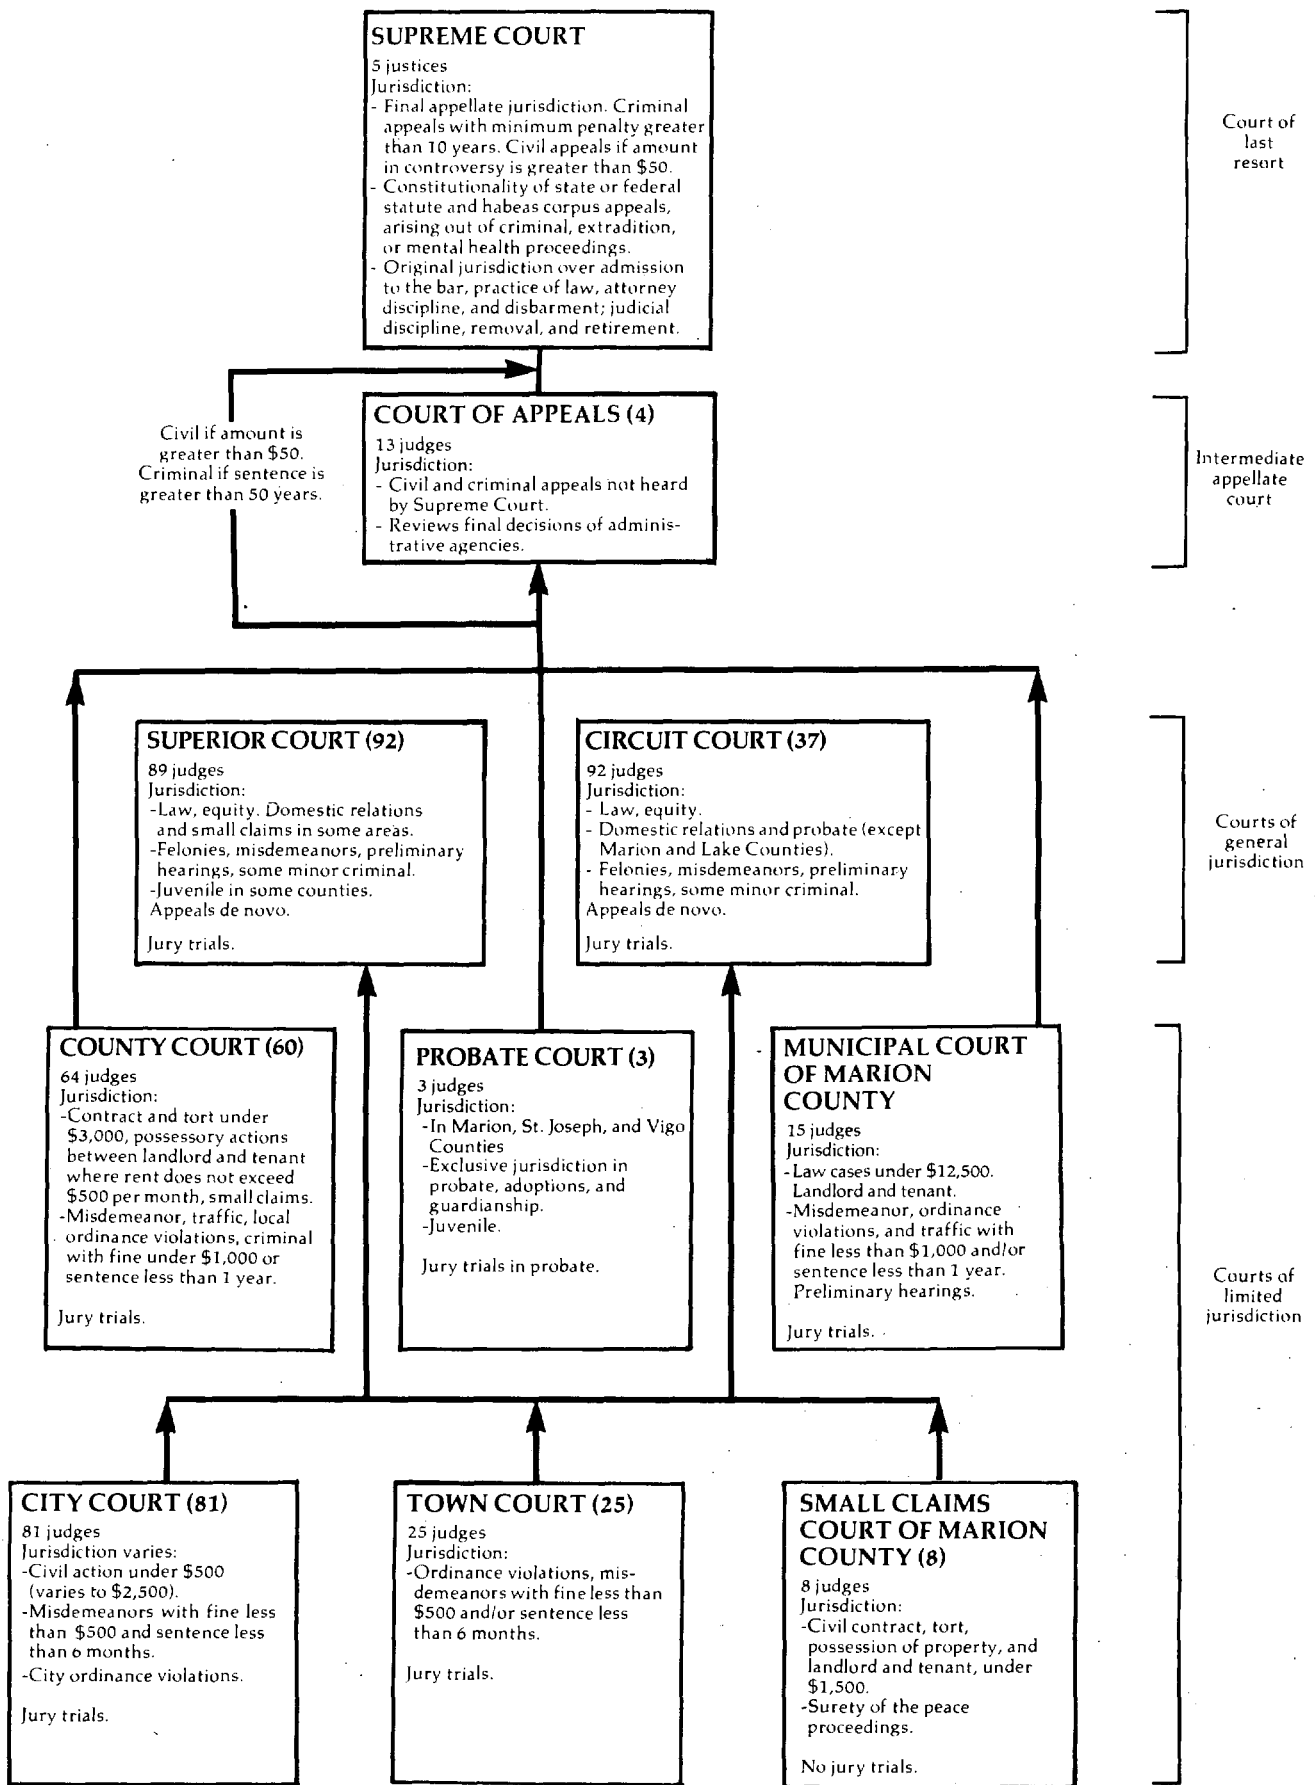 SUPREME COURT
5 justices
Jurisdiction:
- Final appellate jurisdiction. Criminal
appeals with minimum penalty greater
than 10 years. Civil appeals if amount
in controversy is greater than $50.
- Constitutionality of state or federal
statute and habeas corpus appeals,
arising out of criminal, extradition,
or mental health proceedings.
- Original jurisdiction over admission
to the bar, practice of law, attorney
discipline, and disbarment; judicial
discipline, removal, and retirement.
Court of
last
resort
Civil if amount is
greater than $50.
Criminal if sentence is
greater than 50 years.
COURT OF APPEALS (4)
13 judges
Jurisdiction:
- Civil and criminal appeals not heard
by Supreme Court.
- Reviews final decisions of adminis-
trative agencies.
Intermediate
appellate
court
SUPERIOR COURT (92)
89 judges
Jurisdiction:
-Law, equity. Domestic relations
and small claims in some areas.
-Felonies, misdemeanors, preliminary
hearings, some minor criminal.
-Juvenile in some counties.
Appeals de novo.
Jury trials.
CIRCUIT COURT (37)
92 judges
Jurisdiction:
- Law, equity.
- Domestic relations and probate (except
Marion and Lake Counties).
- Felonies, misdemeanors, preliminary
hearings, some minor criminal.
Appeals de novo.
Jury trials.
Courts of
general
jurisdiction
COUNTY COURT (60)
64 judges
Jurisdiction:
-Contract and tort under
$3,000, possessory actions
between landlord and tenant
where rent does not exceed
$500 per month, small claims.
-Misdemeanor, traffic, local
ordinance violations, criminal
with fine under $1,000 or
sentence less than 1 year.
Jury trials.
PROBATE COURT (3)
3 judges
Jurisdiction:
-In Marion, St. Joseph, and Vigo
Counties
-Exclusive jurisdiction in
probate, adoptions, and
guardianship.
-Juvenile.
Jury trials in probate.
MUNICIPAL COURT
OF MARION
COUNTY
15 judges
Jurisdiction:
-Law cases under $12,500.
Landlord and tenant.
-Misdemeanor, ordinance
violations, and traffic with
fine less than $1,000 and/or
sentence less than 1 year.
Preliminary hearings.
Jury trials.
Courts of
limited
jurisdiction
CITY COURT (81)
81 judges
Jurisdiction varies:
-Civil action under $500
(varies to $2,500).
-Misdemeanors with fine less
than $500 and sentence less
than 6 months.
-City ordinance violations.
Jury trials.
TOWN COURT (25)
25 judges
Jurisdiction:
-Ordinance violations, mis-
demeanors with fine less than
$500 and/or sentence less
than 6 months.
Jury trials.
SMALL CLAIMS
COURT OF MARION
COUNTY (8)
8 judges
Jurisdiction:
-Civil contract, tort,
possession of property, and
landlord and tenant, under
$1,500.
-Surety of the peace
proceedings.
No jury trials.